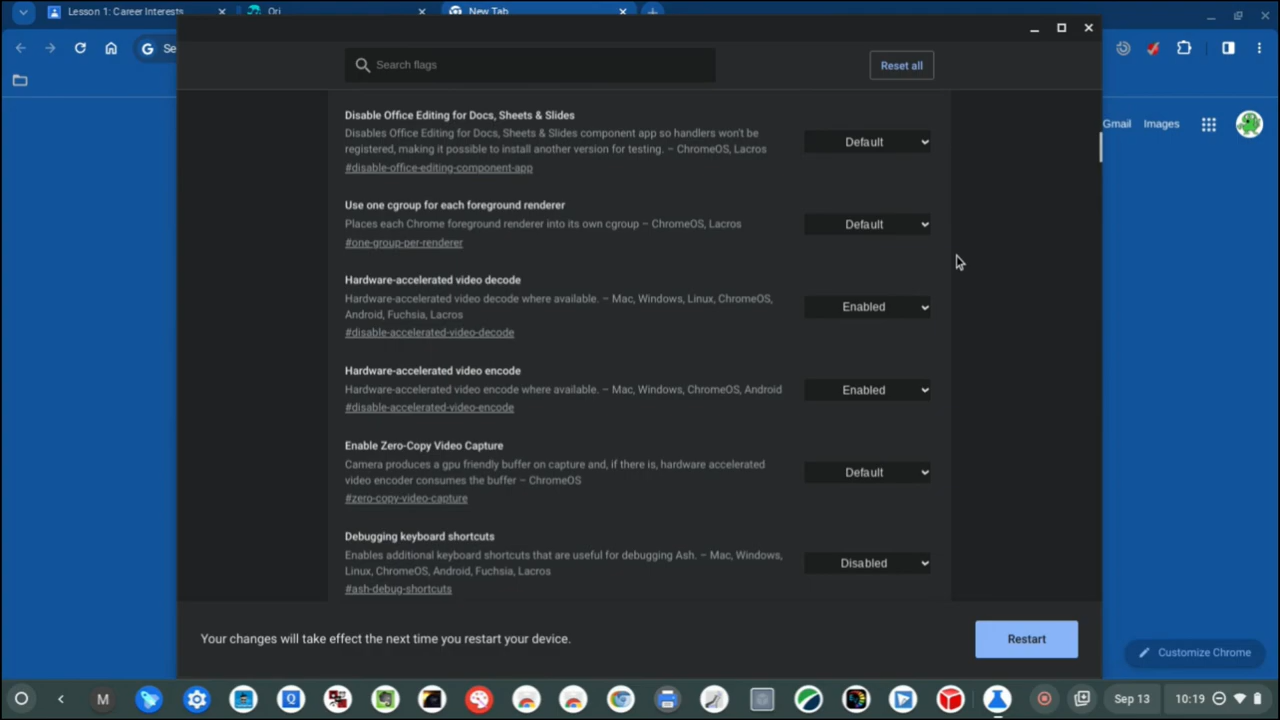 Lesson 1: Career Interests
Ori
New Tab
Se
Search flags
Reset all
Gmail
Images
Disable Office Editing for Docs, Sheets & Slides
Disables Office Editing for Docs, Sheets & Slides component app so handlers won't be
registered, making it possible to install another version for testing. – ChromeOS, Lacros
#disable-office-editing-component-app
Default
Use one cgroup for each foreground renderer
Places each Chrome foreground renderer into its own cgroup – ChromeOS, Lacros
#one-group-per-renderer
Default
Hardware-accelerated video decode
Hardware-accelerated video decode where available. – Mac, Windows, Linux, ChromeOS,
Android, Fuchsia, Lacros
#disable-accelerated-video-decode
Enabled
Hardware-accelerated video encode
Hardware-accelerated video encode where available. – Mac, Windows, ChromeOS, Android
#disable-accelerated-video-encode
Enabled
Enable Zero-Copy Video Capture
Camera produces a gpu friendly buffer on capture and, if there is, hardware accelerated
video encoder consumes the buffer – ChromeOS
#zero-copy-video-capture
Default
Debugging keyboard shortcuts
Enables additional keyboard shortcuts that are useful for debugging Ash. – Mac, Windows,
Linux, ChromeOS, Android, Fuchsia, Lacros
#ash-debug-shortcuts
Disabled
Your changes will take effect the next time you restart your device.
Restart
Customize Chrome
M
Q
Sep 13
10:19